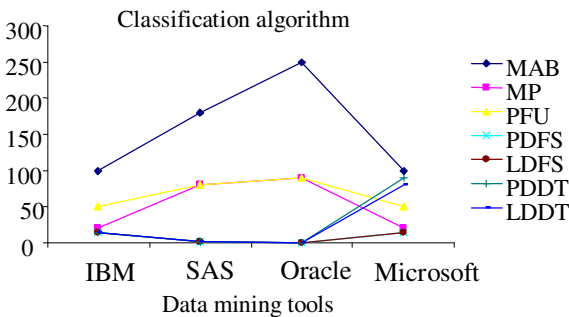 Classification algorithm
300
250
200
150
100
50
0
IBM SAS Oracle Microsoft
Data mining tools
MAB
MP
PFU
PDFS
LDFS
PDDT
LDDT